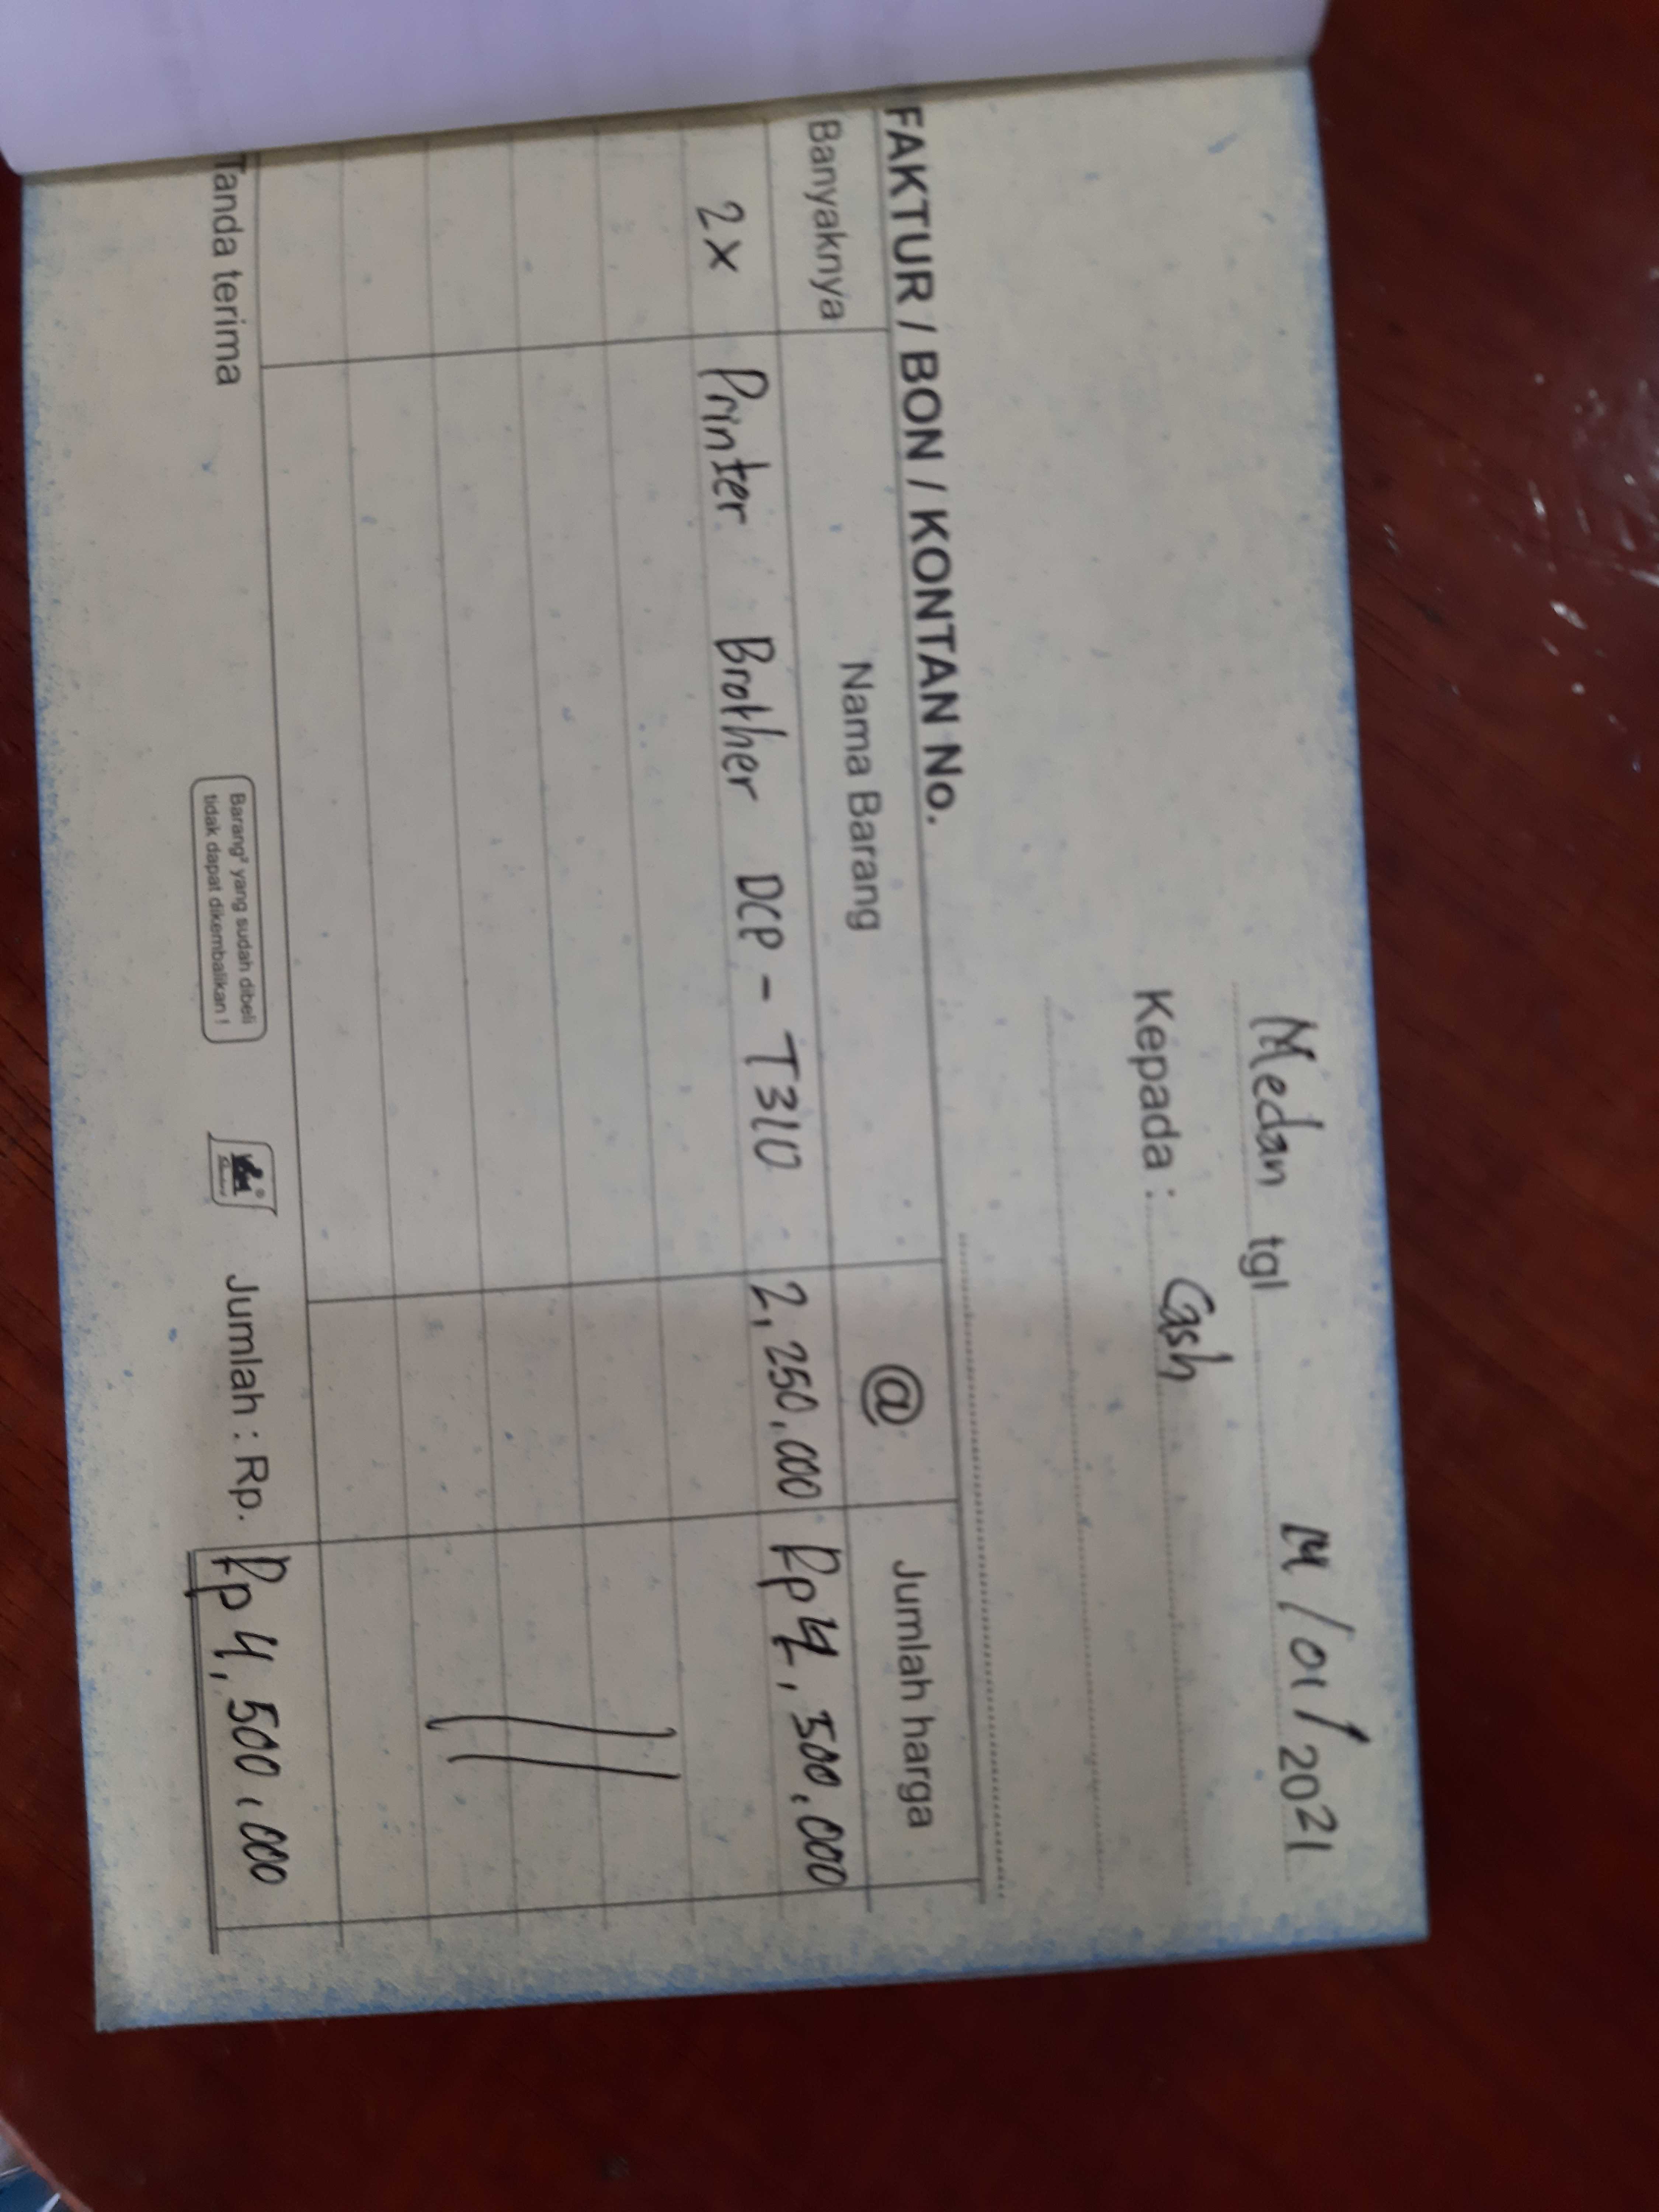 Medan tgl 14/01/2021
Kepada : Cash
FAKTUR / BON / KONTAN No.
Banyaknya Nama Barang @ Jumlah harga
2x Printer Brother DCP - T310 2,250.000 Rp 4,500.000
Tanda terima
Barang² yang sudah dibeli
tidak dapat dikembalikan !
Jumlah : Rp. Rp 4,500.000